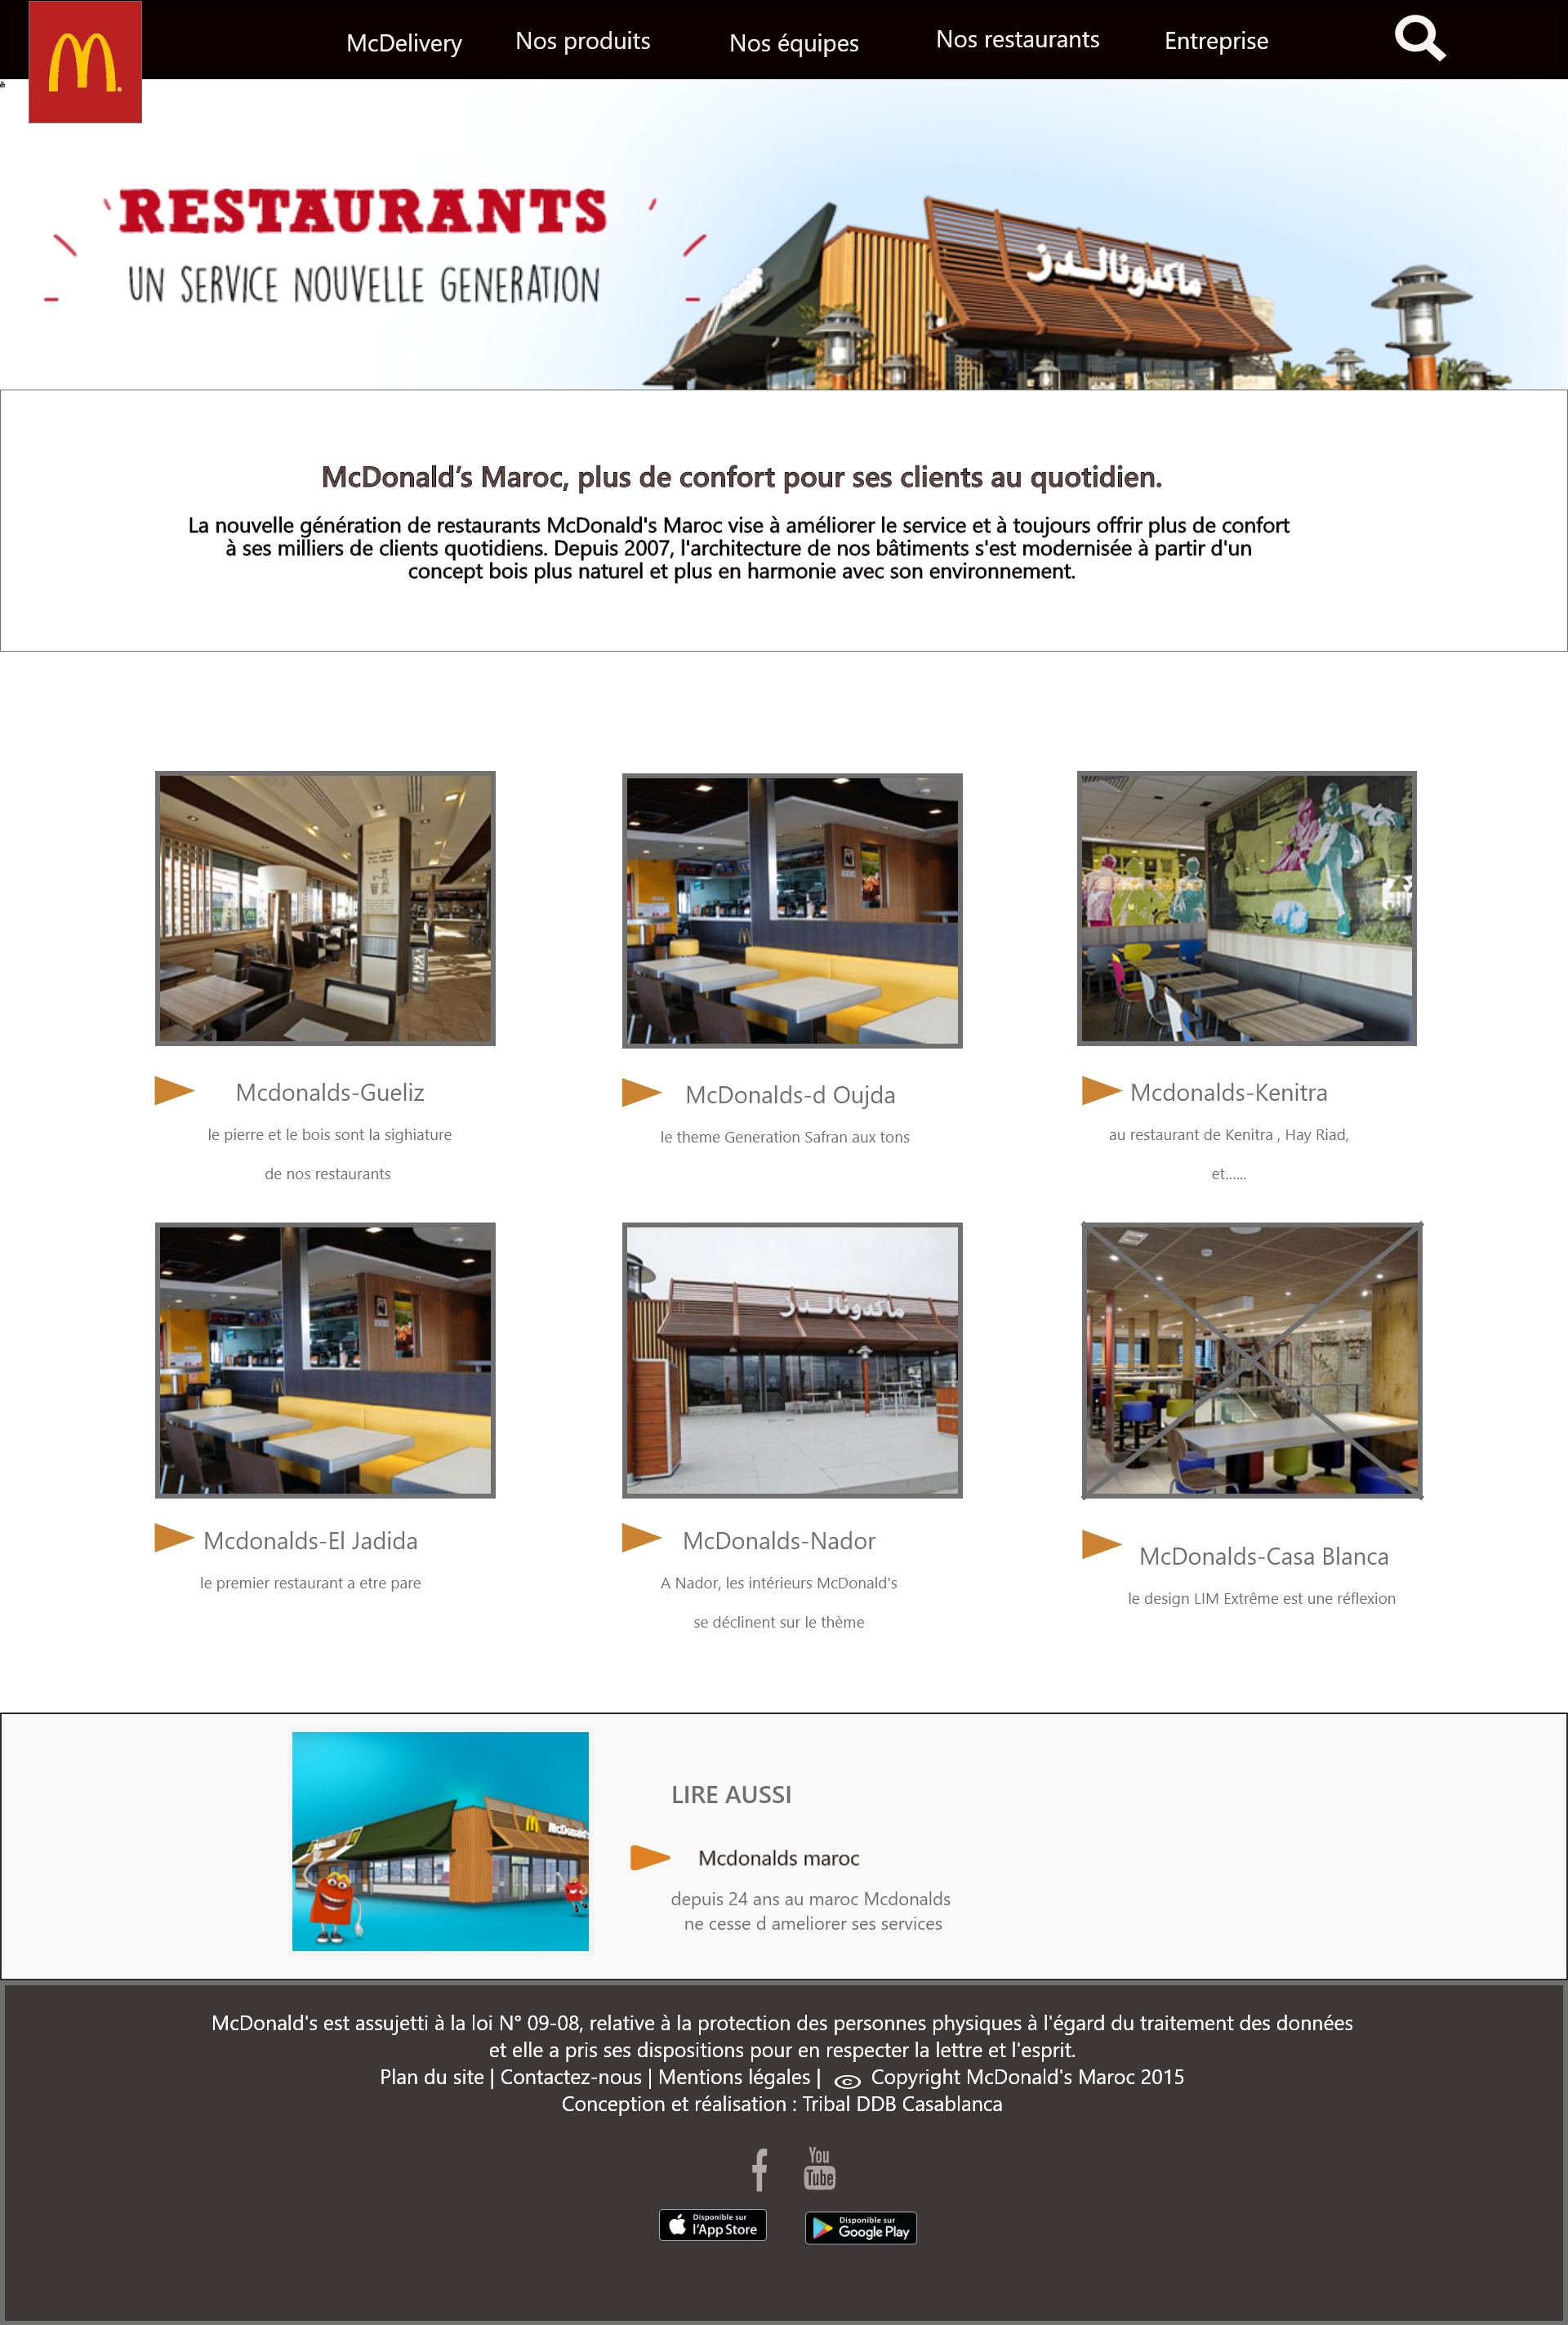 McDelivery Nos produits Nos équipes Nos restaurants Entreprise
RESTAURANTS
UN SERVICE NOUVELLE GENERATION
ماكدونالدز
McDonald’s Maroc, plus de confort pour ses clients au quotidien.
La nouvelle génération de restaurants McDonald's Maroc vise à améliorer le service et à toujours offrir plus de confort
à ses milliers de clients quotidiens. Depuis 2007, l'architecture de nos bâtiments s'est modernisée à partir d'un
concept bois plus naturel et plus en harmonie avec son environnement.
Mcdonalds-Gueliz
le pierre et le bois sont la sighiature
de nos restaurants
McDonalds-d Oujda
le theme Generation Safran aux tons
Mcdonalds-Kenitra
au restaurant de Kenitra , Hay Riad,
et......
ماكدونالدز
Mcdonalds-El Jadida
le premier restaurant a etre pare
McDonalds-Nador
A Nador, les intérieurs McDonald's
se déclinent sur le thème
McDonalds-Casa Blanca
le design LIM Extrême est une réflexion
McDonald's
LIRE AUSSI
Mcdonalds maroc
depuis 24 ans au maroc Mcdonalds
ne cesse d ameliorer ses services
McDonald's est assujetti à la loi N° 09-08, relative à la protection des personnes physiques à l'égard du traitement des données
et elle a pris ses dispositions pour en respecter la lettre et l'esprit.
Plan du site | Contactez-nous | Mentions légales | © Copyright McDonald's Maroc 2015
Conception et réalisation : Tribal DDB Casablanca
f You Tube
Disponible sur
l'App Store
Disponible sur
Google Play